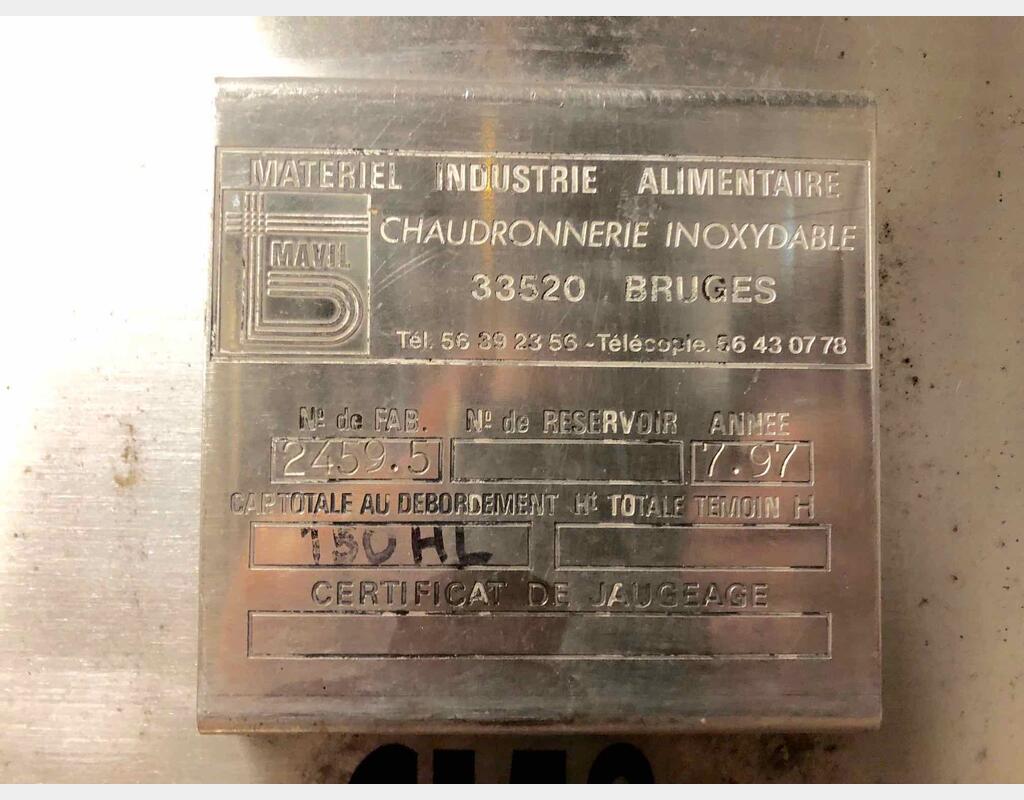 MATERIEL INDUSTRIE ALIMENTAIRE
MAVIL
CHAUDRONNERIE INOXYDABLE
33520 BRUGES
Tél. 56 39 23 56 - Télécopie. 56 43 07 78
Nº de FAB. Nº de RESERVOIR ANNEE
2459.5 7.97
CAP TOTALE AU DEBORDEMENT Ht TOTALE TEMOIN H
150 HL
CERTIFICAT DE JAUGEAGE